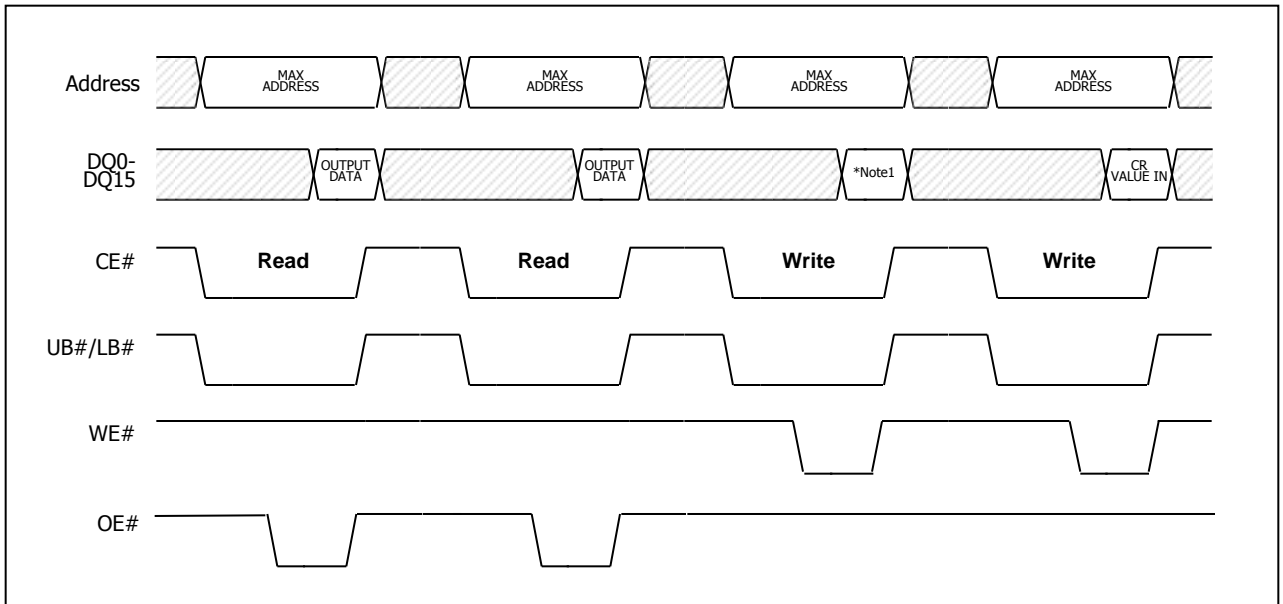 Address
MAX
ADDRESS
MAX
ADDRESS
MAX
ADDRESS
MAX
ADDRESS
DQ0-
DQ15
OUTPUT
DATA
OUTPUT
DATA
*Note1
CR
VALUE IN
CE#
Read
Read
Write
Write
UB#/LB#
WE#
OE#